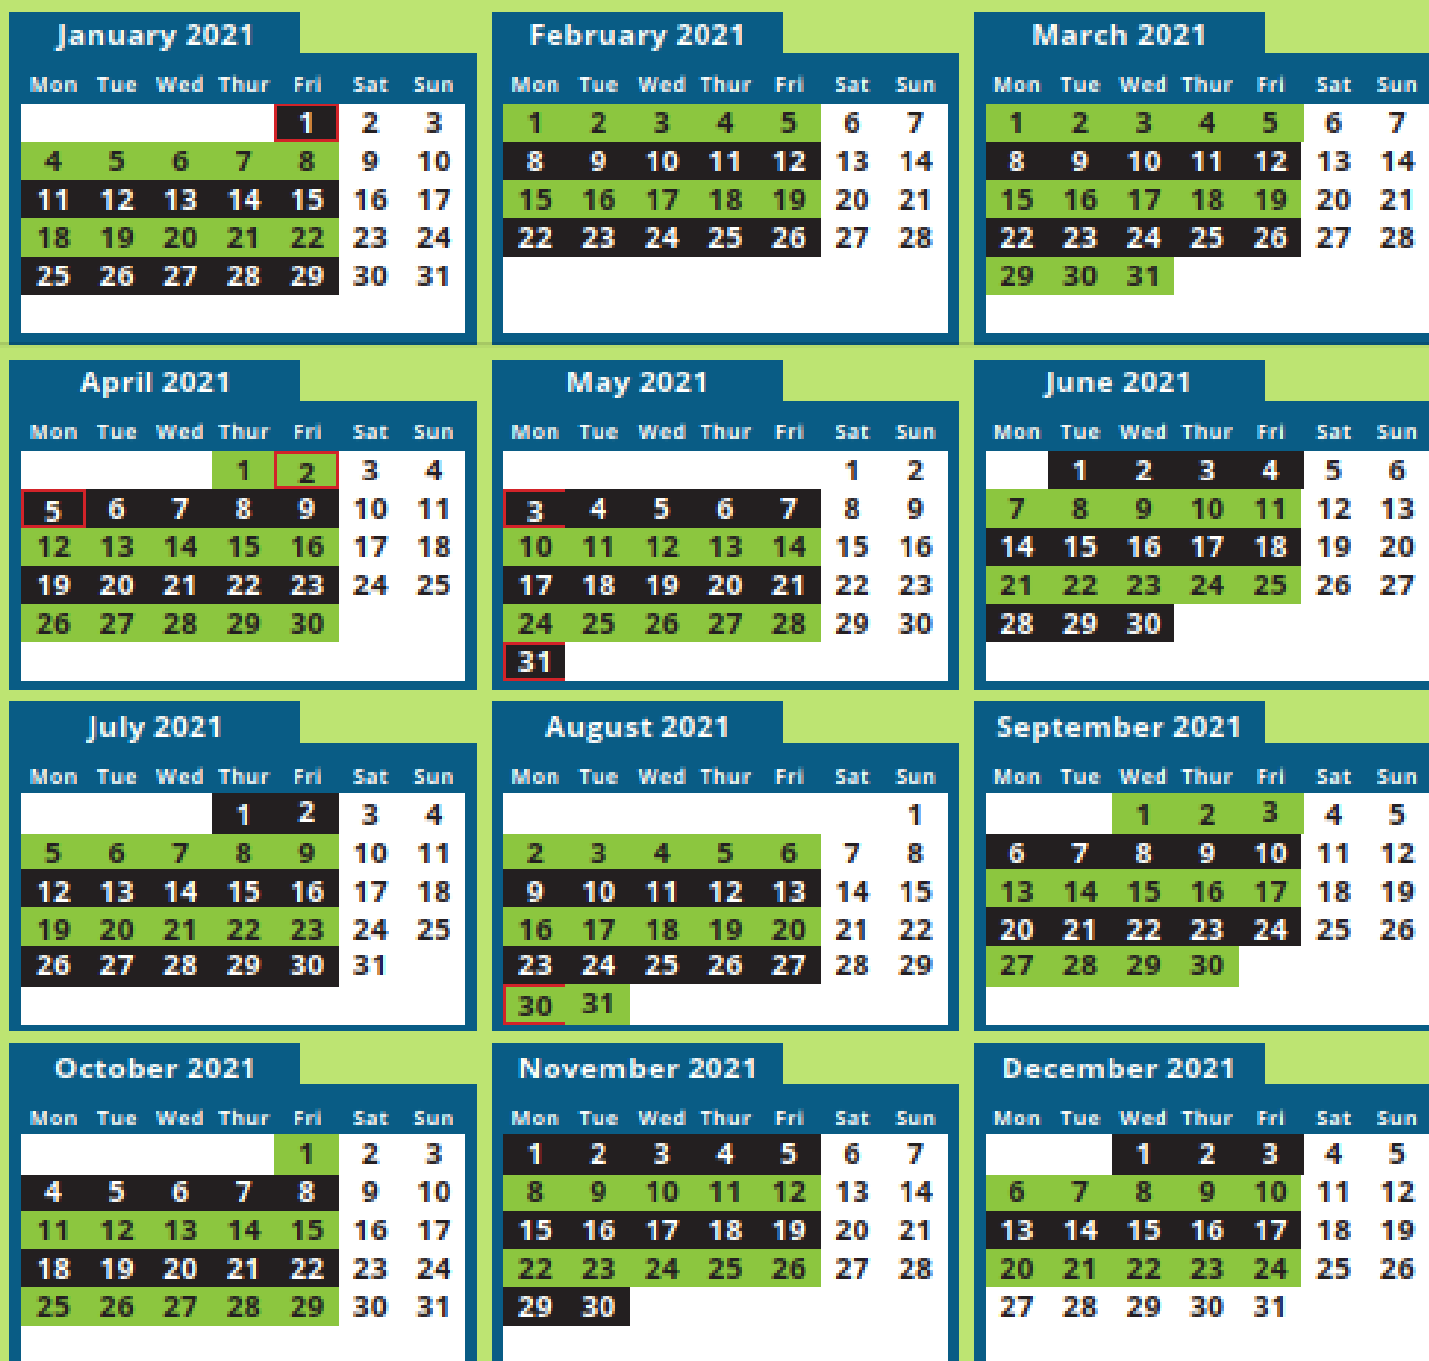 January 2021 February 2021 March 2021
Mon Tue Wed Thur Fri Sat Sun Mon Tue Wed Thur Fri Sat Sun Mon Tue Wed Thur Fri Sat Sun
1 2 3 1 2 3 4 5 6 7 1 2 3 4 5 6 7
4 5 6 7 8 9 10 8 9 10 11 12 13 14 8 9 10 11 12 13 14
11 12 13 14 15 16 17 15 16 17 18 19 20 21 15 16 17 18 19 20 21
18 19 20 21 22 23 24 22 23 24 25 26 27 28 22 23 24 25 26 27 28
25 26 27 28 29 30 31 29 30 31
April 2021 May 2021 June 2021
Mon Tue Wed Thur Fri Sat Sun Mon Tue Wed Thur Fri Sat Sun Mon Tue Wed Thur Fri Sat Sun
1 2 3 4 1 2 1 2 3 4 5 6
5 6 7 8 9 10 11 3 4 5 6 7 8 9 7 8 9 10 11 12 13
12 13 14 15 16 17 18 10 11 12 13 14 15 16 14 15 16 17 18 19 20
19 20 21 22 23 24 25 17 18 19 20 21 22 23 21 22 23 24 25 26 27
26 27 28 29 30 24 25 26 27 28 29 30 28 29 30
31
July 2021 August 2021 September 2021
Mon Tue Wed Thur Fri Sat Sun Mon Tue Wed Thur Fri Sat Sun Mon Tue Wed Thur Fri Sat Sun
1 2 3 4 1 1 2 3 4 5
5 6 7 8 9 10 11 2 3 4 5 6 7 8 6 7 8 9 10 11 12
12 13 14 15 16 17 18 9 10 11 12 13 14 15 13 14 15 16 17 18 19
19 20 21 22 23 24 25 16 17 18 19 20 21 22 20 21 22 23 24 25 26
26 27 28 29 30 31 23 24 25 26 27 28 29 27 28 29 30
30 31
October 2021 November 2021 December 2021
Mon Tue Wed Thur Fri Sat Sun Mon Tue Wed Thur Fri Sat Sun Mon Tue Wed Thur Fri Sat Sun
1 2 3 1 2 3 4 5 6 7 1 2 3 4 5
4 5 6 7 8 9 10 8 9 10 11 12 13 14 6 7 8 9 10 11 12
11 12 13 14 15 16 17 15 16 17 18 19 20 21 13 14 15 16 17 18 19
18 19 20 21 22 23 24 22 23 24 25 26 27 28 20 21 22 23 24 25 26
25 26 27 28 29 30 31 29 30 27 28 29 30 31